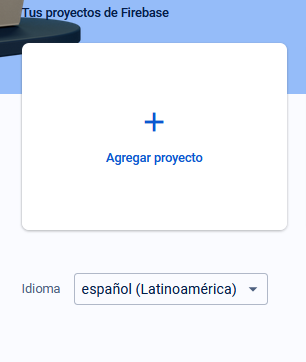 Tus proyectos de Firebase
Agregar proyecto
Idioma
español (Latinoamérica)